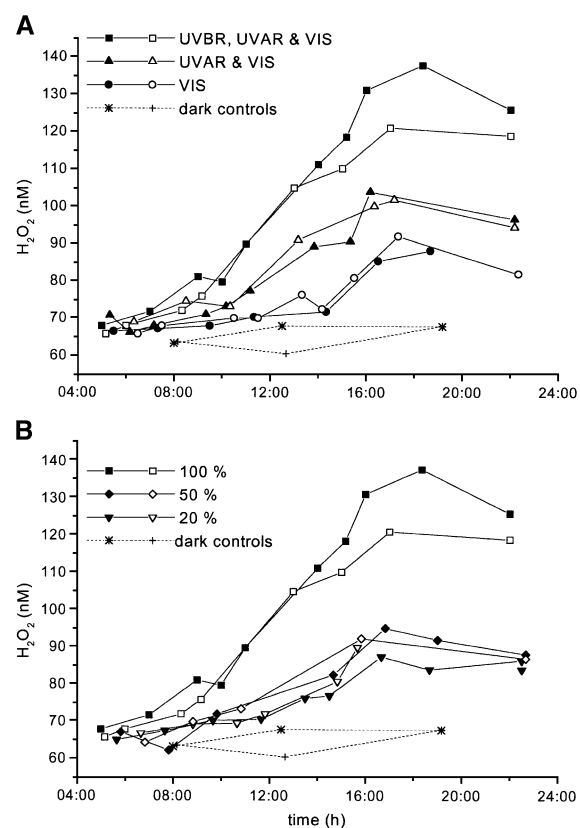 A
UVBR, UVAR & VIS
UVAR & VIS
VIS
dark controls
140
130
120
110
100
90
80
70
60
H₂O₂ (nM)
04:00 08:00 12:00 16:00 20:00 24:00
B
100 %
50 %
20 %
dark controls
140
130
120
110
100
90
80
70
60
H₂O₂ (nM)
04:00 08:00 12:00 16:00 20:00 24:00
time (h)